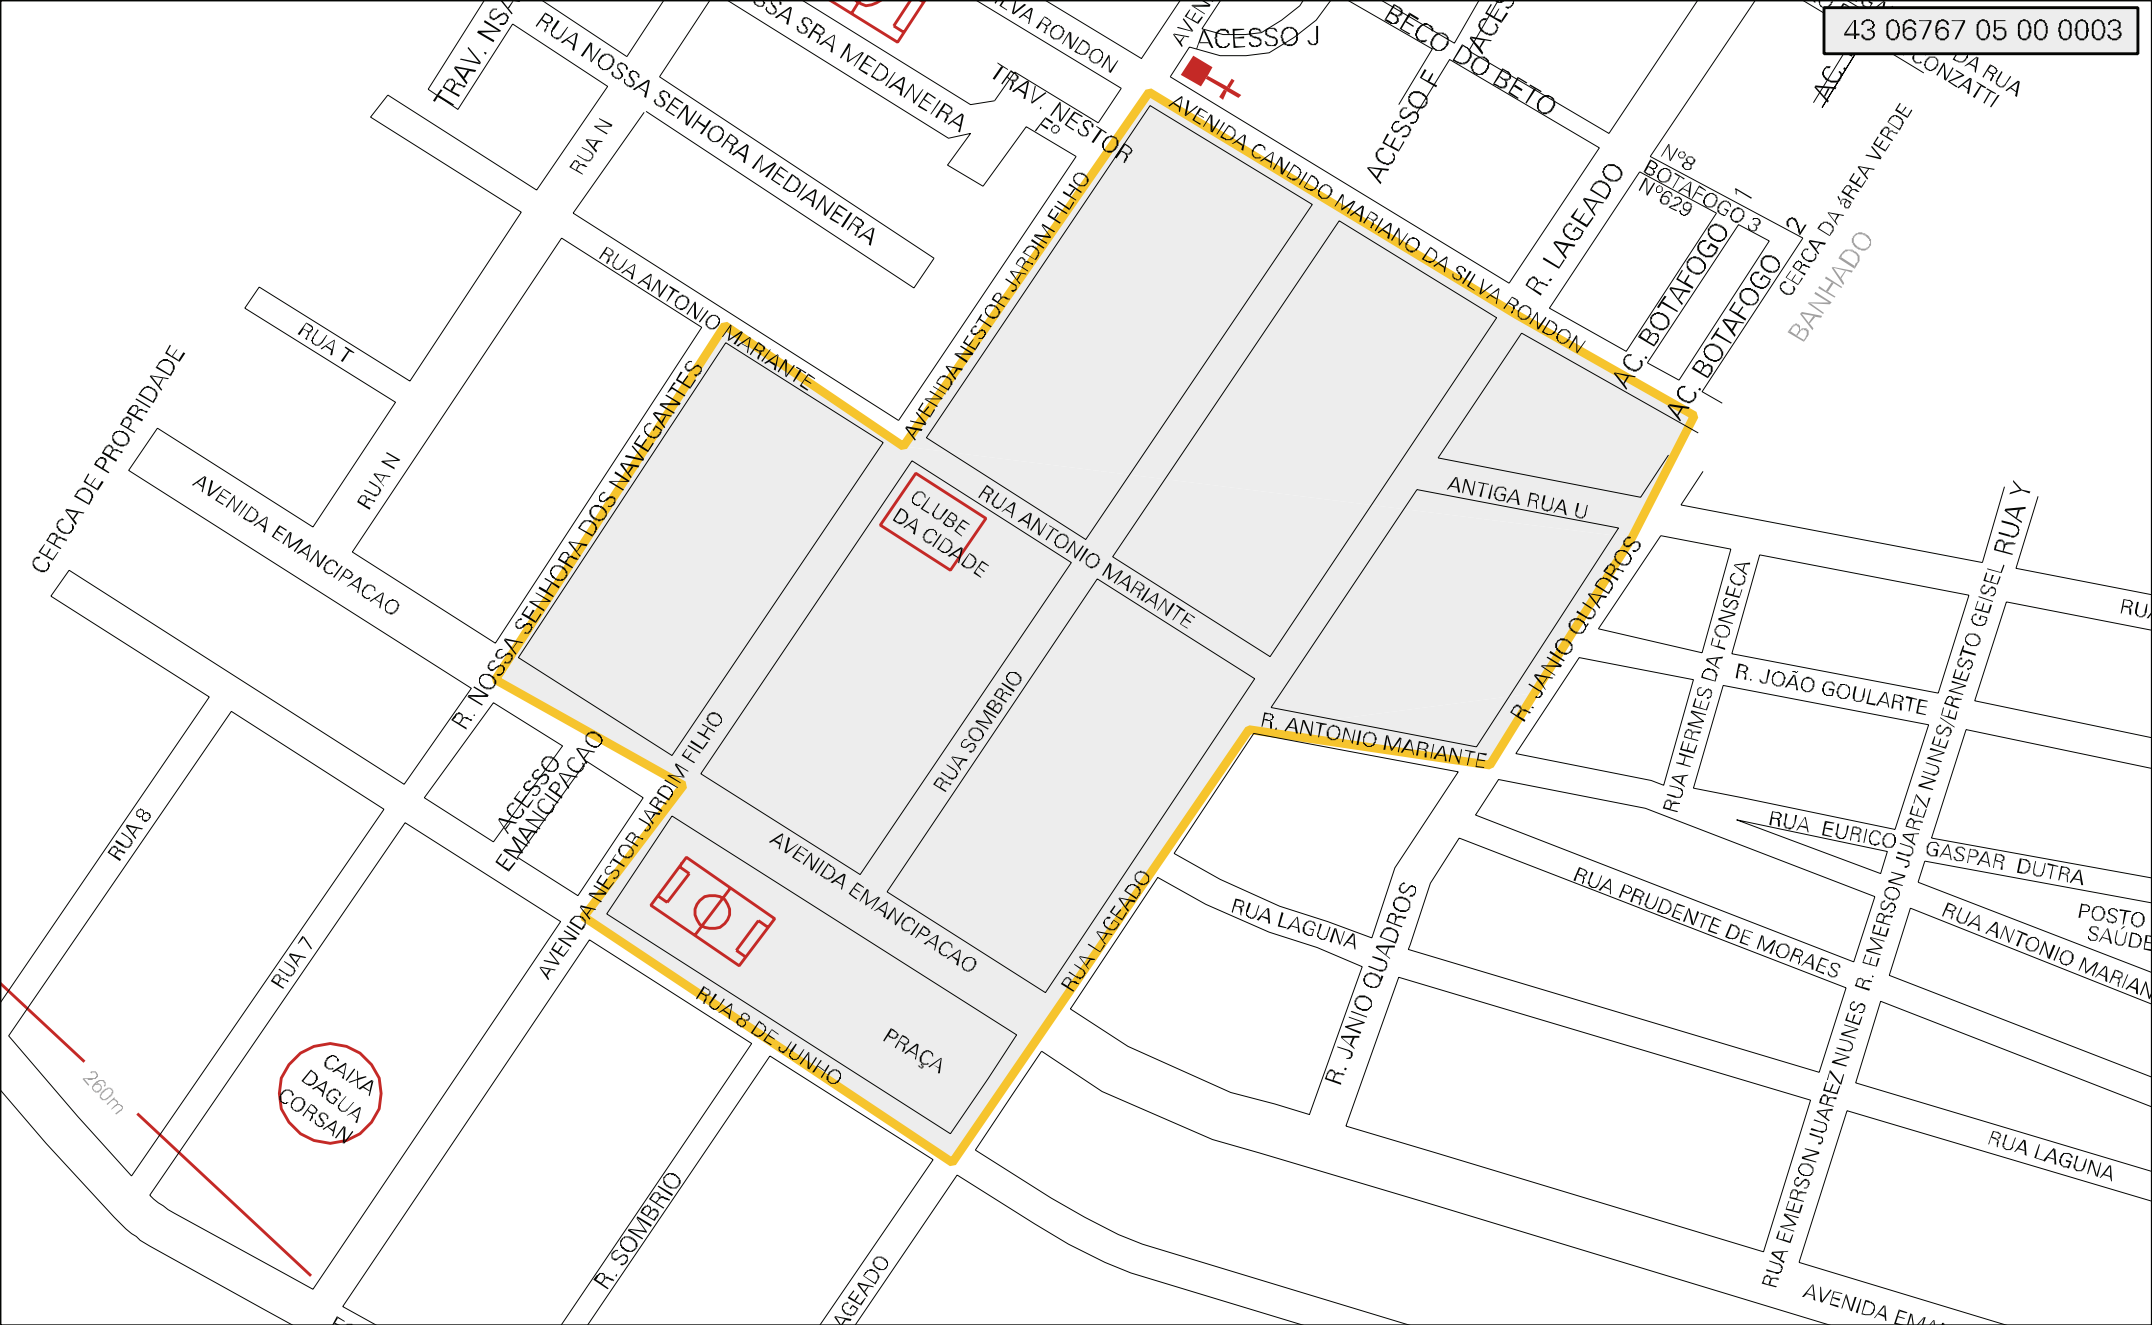 43 06767 05 00 0003
TRAV. NSA
RUA NOSSA SENHORA MEDIANEIRA
SSA SRA MEDIANEIRA
SILVA RONDON
AVEN
ACESSO J
BECO DO BETO
ACESSO F
DA RUA
CONZATTI
AC.
TRAV. NESTOR
Fº
RUA N
AVENIDA CANDIDO MARIANO DA SILVA RONDON
R. LAGEADO
Nº8
BOTAFOGO 3
Nº629
1
2
AC. BOTAFOGO
AC. BOTAFOGO
CERCA DA áREA VERDE
BANHADO
AVENIDA NESTOR JARDIM FILHO
RUA ANTONIO MARIANTE
RUA T
CERCA DE PROPRIDADE
RUA N
AVENIDA EMANCIPACAO
R. NOSSA SENHORA DOS NAVEGANTES
CLUBE
DA CIDADE
RUA ANTONIO MARIANTE
ANTIGA RUA U
R. JANIO QUADROS
RUA Y
RUA HERMES DA FONSECA
R. JOÃO GOULARTE
R. EMERSON JUAREZ NUNES/ERNESTO GEISEL
RUA
R. ANTONIO MARIANTE
RUA SOMBRIO
ACESSO
EMANCIPACAO
AVENIDA NESTOR JARDIM FILHO
AVENIDA EMANCIPACAO
RUA LAGEADO
RUA EURICO GASPAR DUTRA
RUA PRUDENTE DE MORAES
POSTO
SAÚDE
RUA ANTONIO MARIAN
RUA LAGUNA
R. JANIO QUADROS
RUA 8
RUA 7
RUA 8 DE JUNHO
PRAÇA
CAIXA
DAGUA
CORSAN
260m
R. SOMBRIO
AGEADO
RUA EMERSON JUAREZ NUNES
RUA LAGUNA
AVENIDA EMA